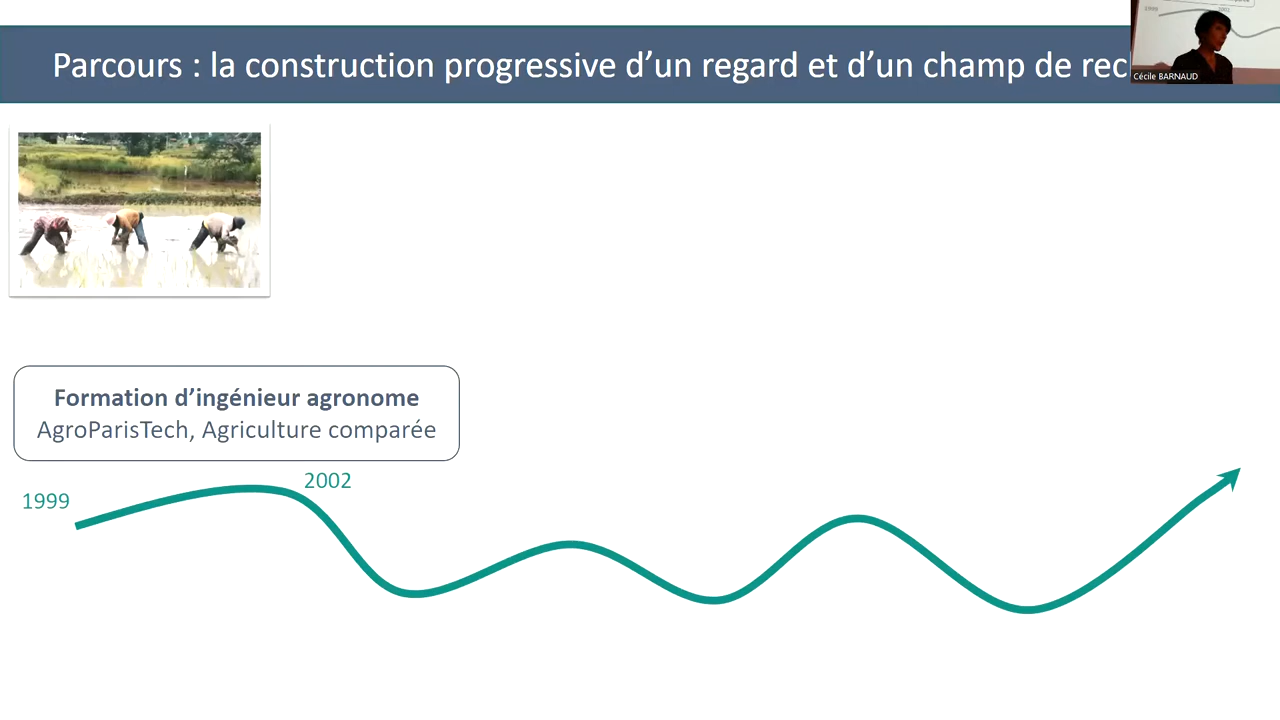 Parcours : la construction progressive d’un regard et d’un champ de rec
Cécile BARNAUD
Formation d’ingénieur agronome
AgroParisTech, Agriculture comparée
1999
2002